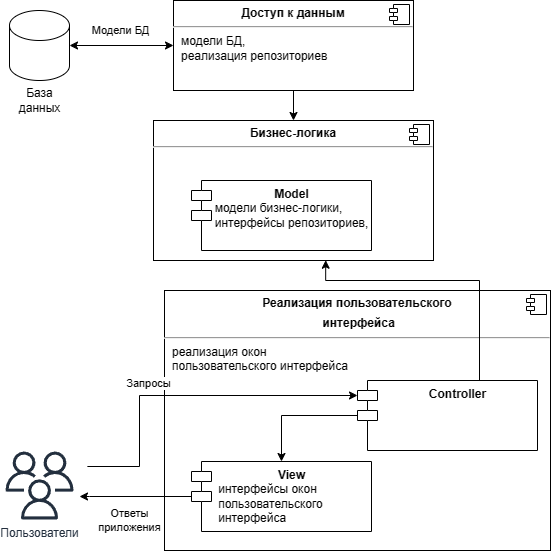 Доступ к данным
Модели БД
модели БД,
реализация репозиториев
База
данных
Бизнес-логика
Model
модели бизнес-логики,
интерфейсы репозиториев,
Реализация пользовательского
интерфейса
реализация окон
пользовательского интерфейса
Запросы
Controller
View
интерфейсы окон
пользовательского
интерфейса
Ответы
приложения
Пользователи